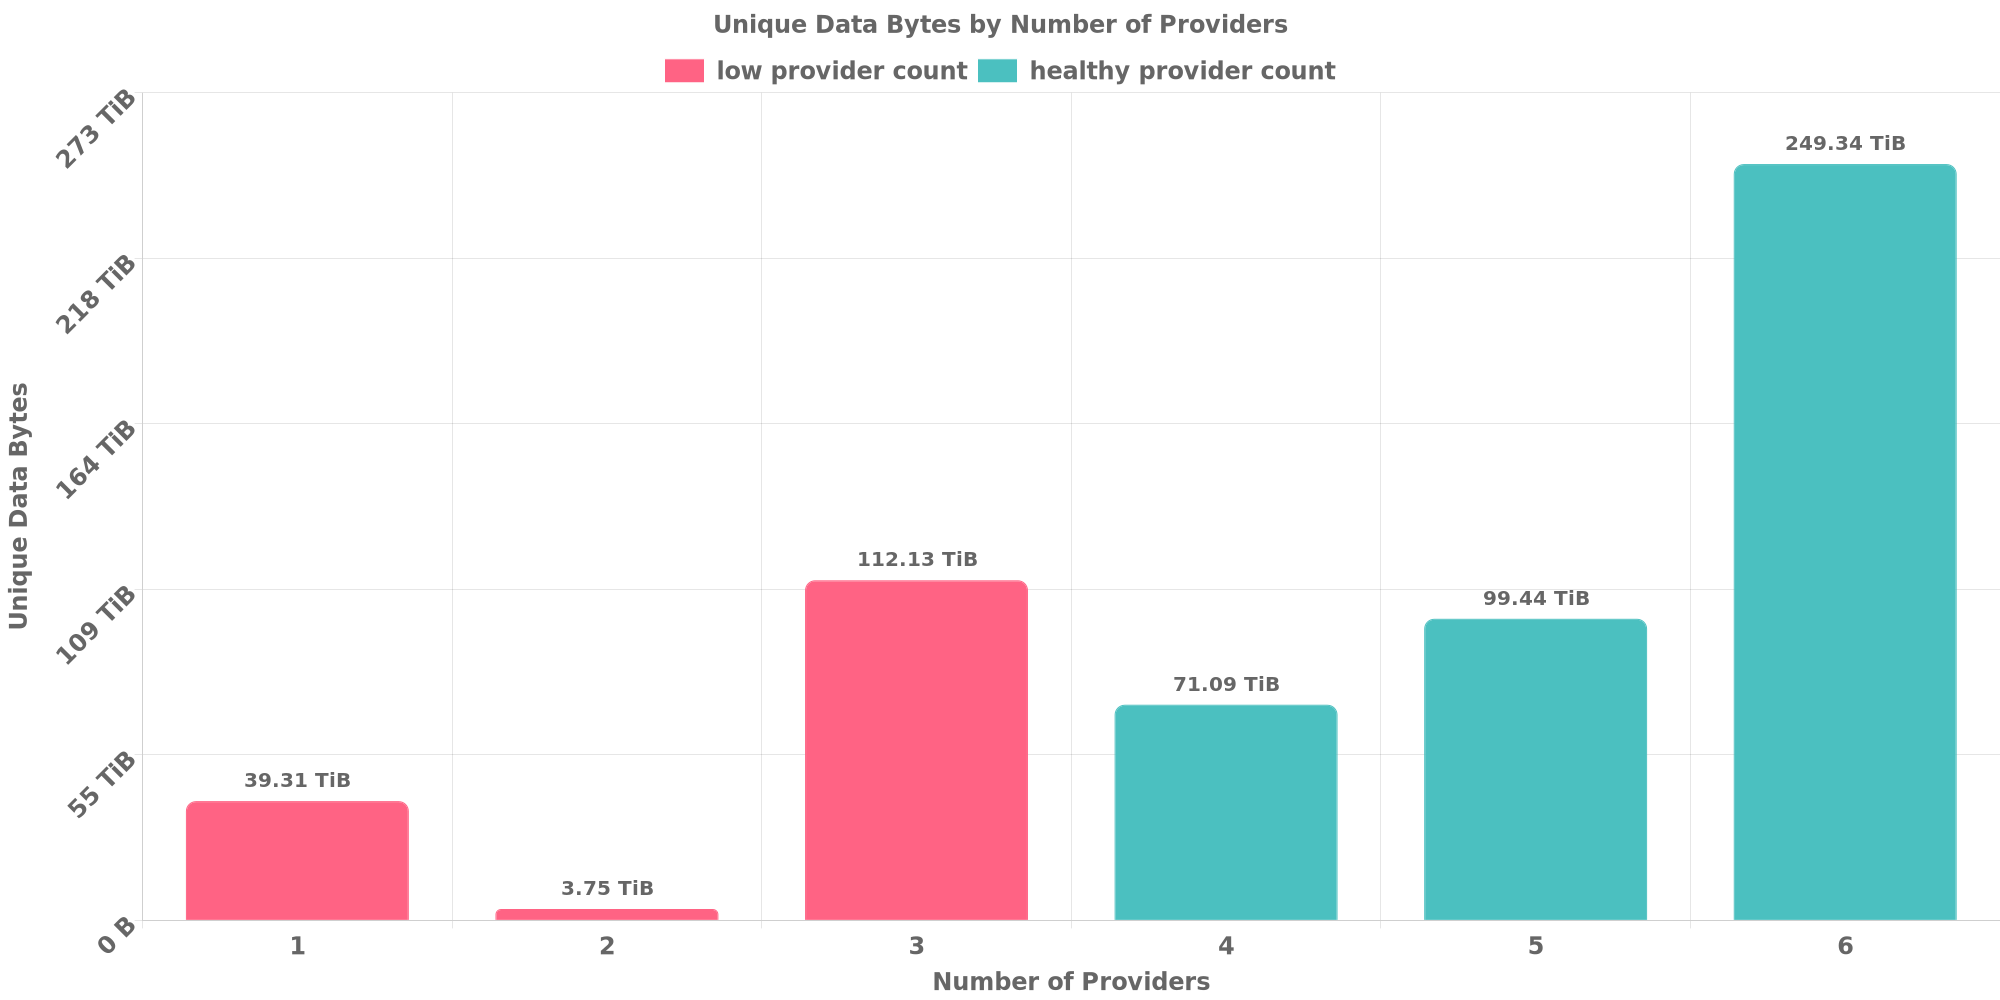 Unique Data Bytes by Number of Providers
low provider count
healthy provider count
273 TiB
218 TiB
164 TiB
109 TiB
55 TiB
0 B
Unique Data Bytes
39.31 TiB
3.75 TiB
112.13 TiB
71.09 TiB
99.44 TiB
249.34 TiB
1
2
3
4
5
6
Number of Providers